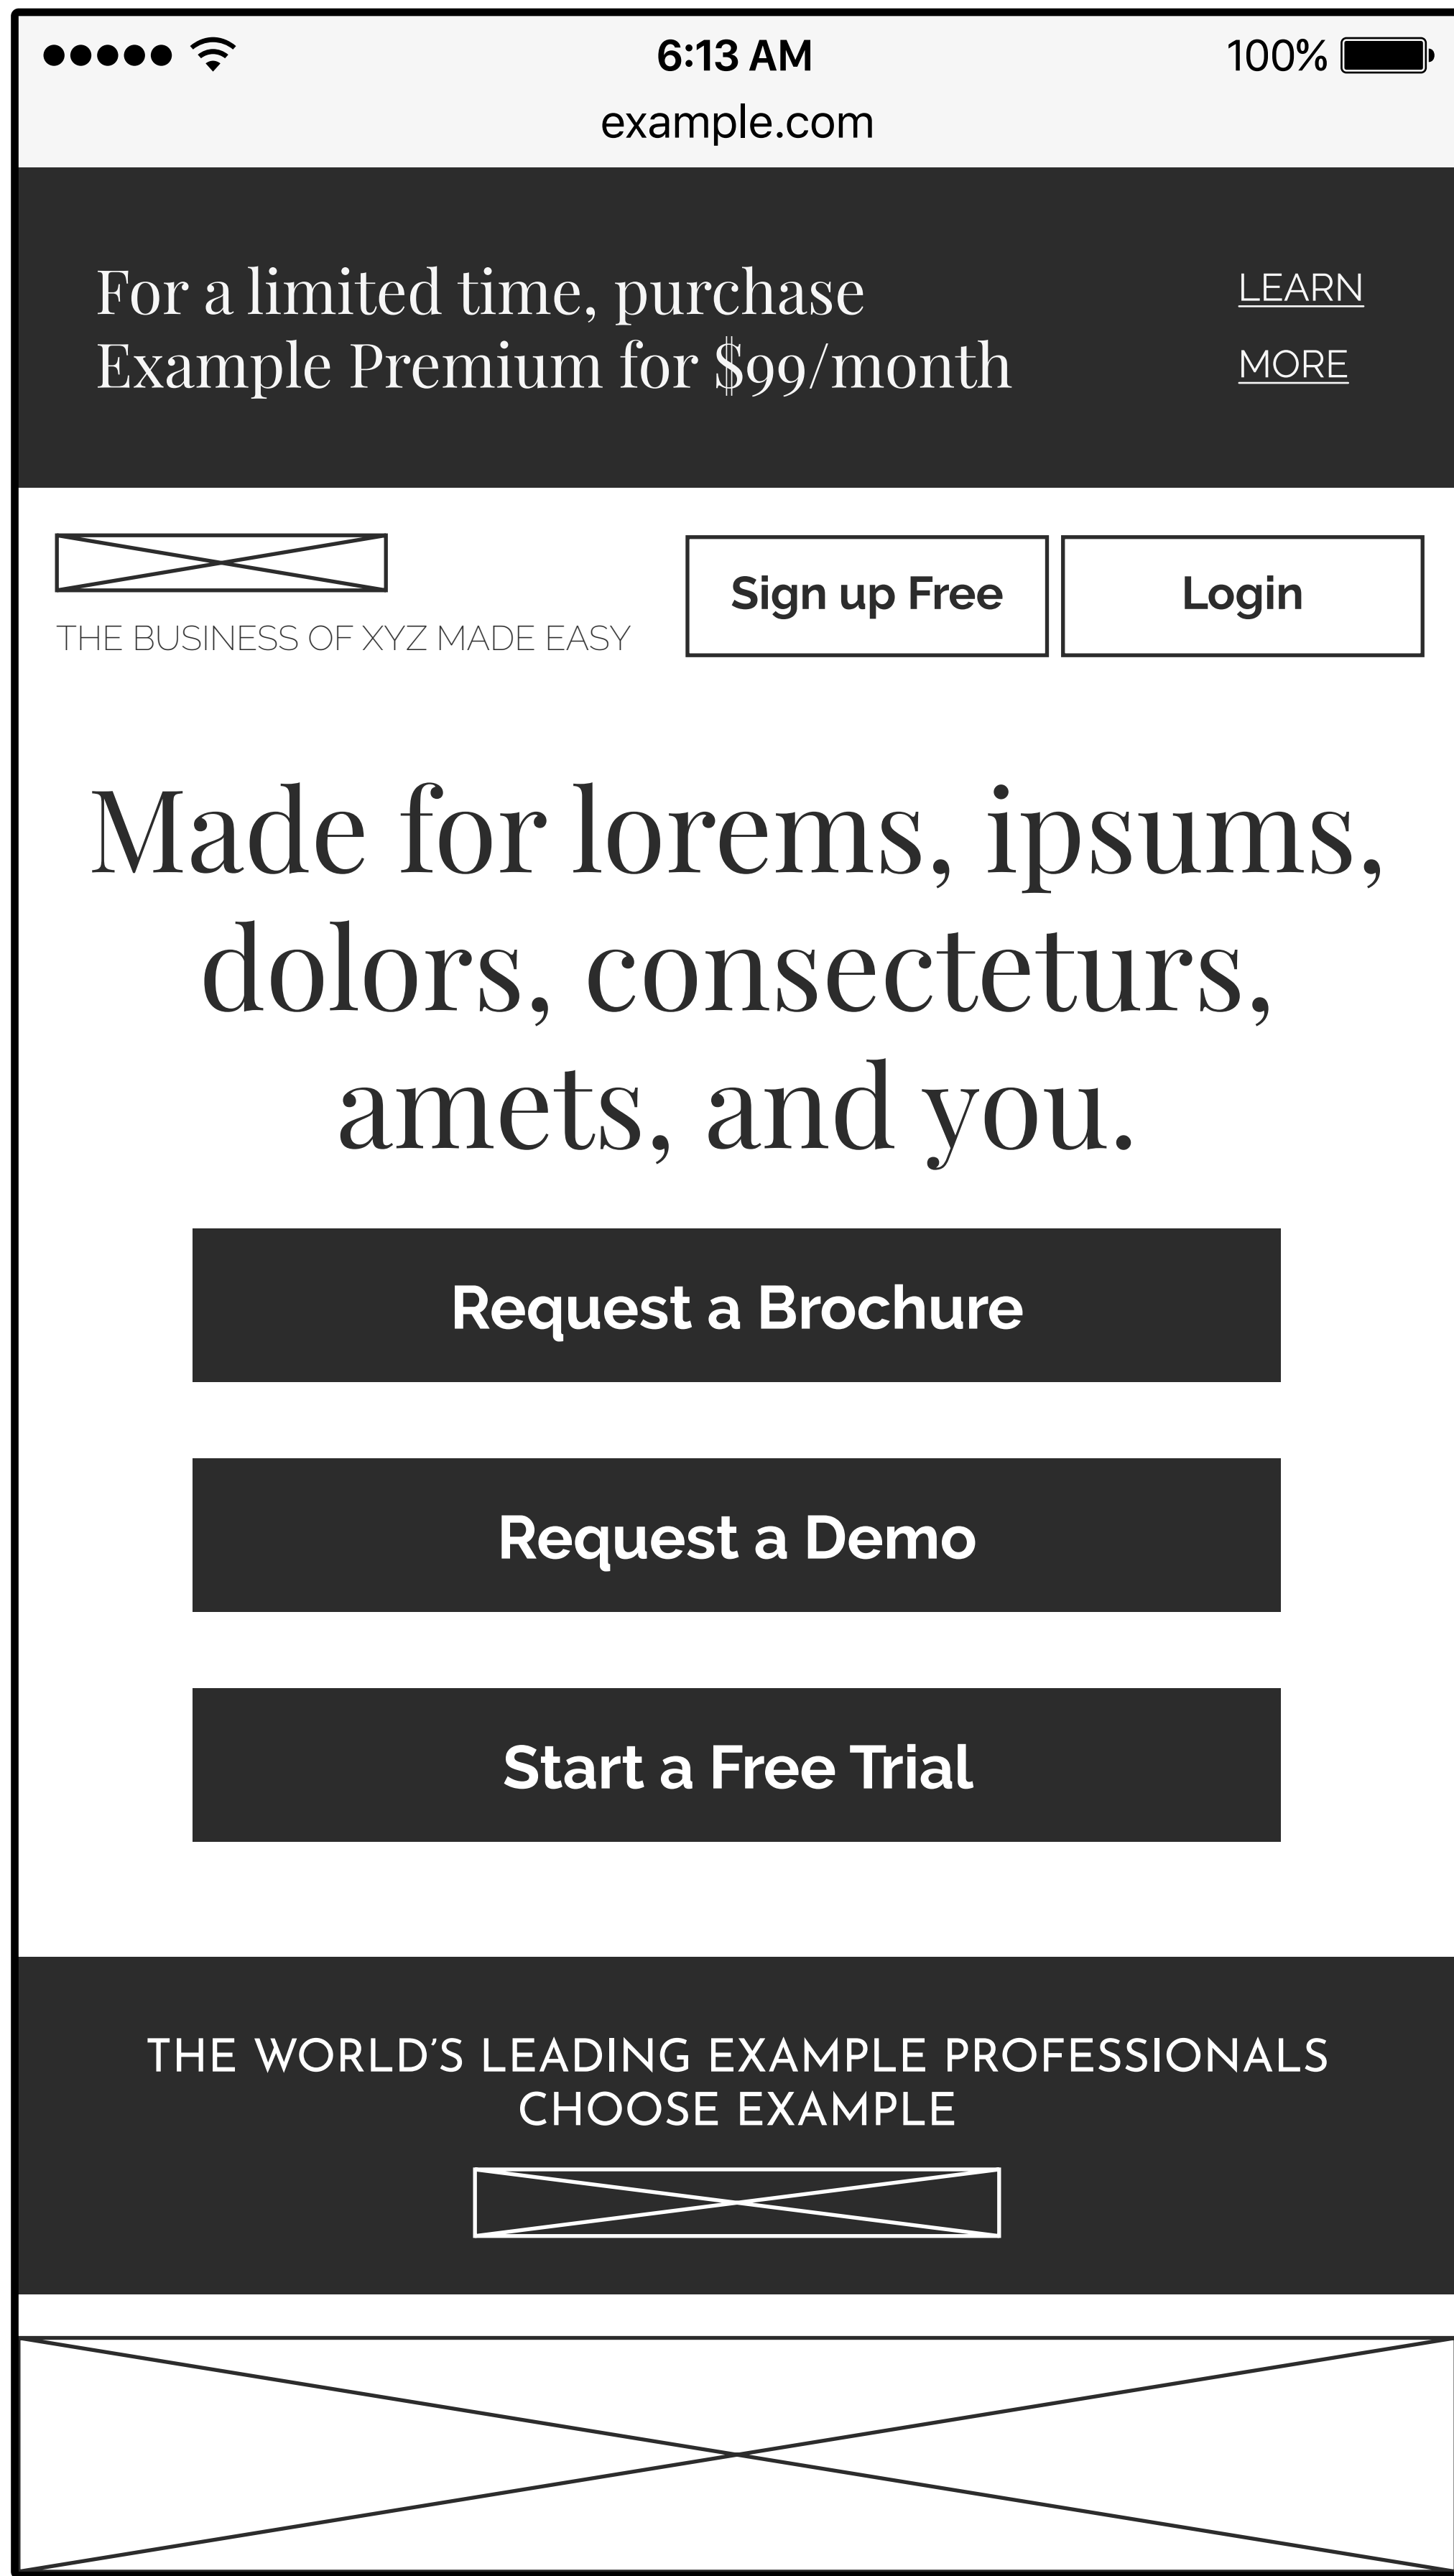 6:13 AM
100%
example.com
For a limited time, purchase
Example Premium for $99/month
LEARN
MORE
Sign up Free
Login
THE BUSINESS OF XYZ MADE EASY
Made for lorems, ipsums,
dolors, consecteturs,
amets, and you.
Request a Brochure
Request a Demo
Start a Free Trial
THE WORLD’S LEADING EXAMPLE PROFESSIONALS
CHOOSE EXAMPLE